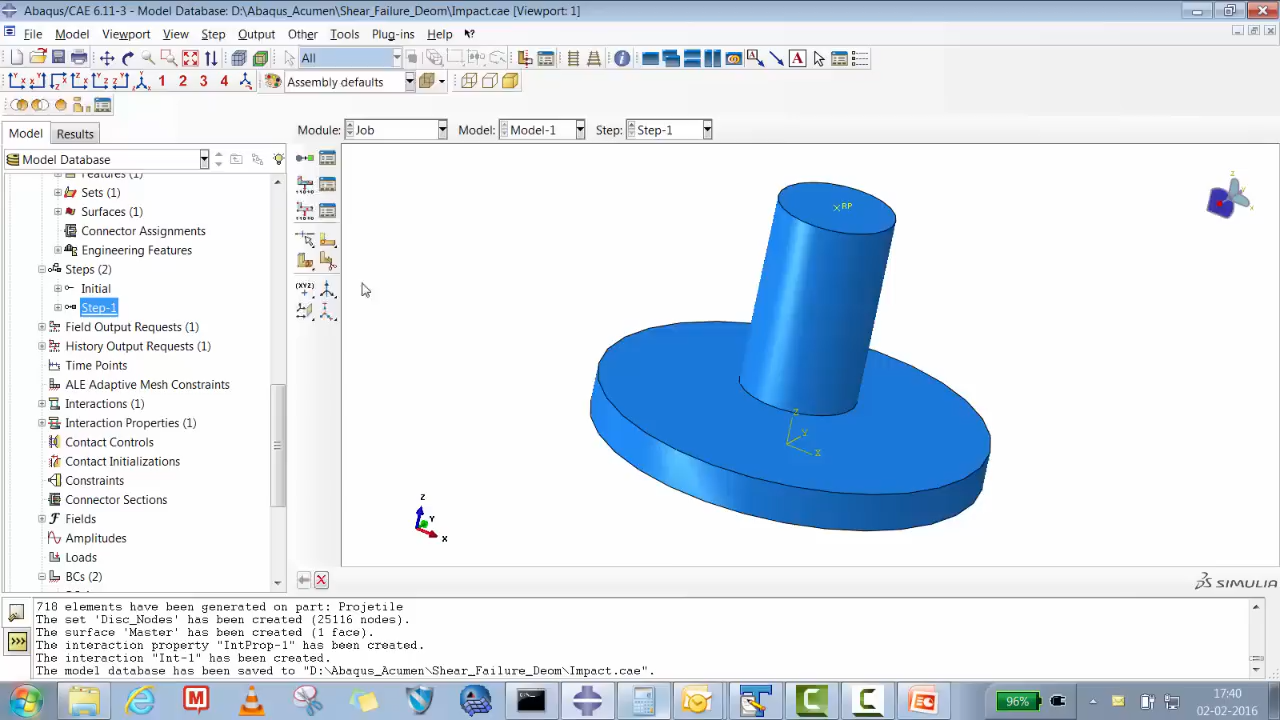 Abaqus/CAE 6.11-3 - Model Database: D:\Abaqus_Acumen\Shear_Failure_Deom\Impact.cae [Viewport: 1]
File Model Viewport View Step Output Other Tools Plug-ins Help
All
1 2 3 4 Assembly defaults
Model Results
Module: Job Model: Model-1 Step: Step-1
Model Database
Features (1)
Sets (1)
Surfaces (1)
Connector Assignments
Engineering Features
Steps (2)
Initial
Step-1
Field Output Requests (1)
History Output Requests (1)
Time Points
ALE Adaptive Mesh Constraints
Interactions (1)
Interaction Properties (1)
Contact Controls
Contact Initializations
Constraints
Connector Sections
Fields
Amplitudes
Loads
BCs (2)
(XYZ)
RP
Z
Y
X
Z
Y
X
SIMULIA
718 elements have been generated on part: Projetile
The set 'Disc_Nodes' has been created (25116 nodes).
The surface 'Master' has been created (1 face).
The interaction property "IntProp-1" has been created.
The interaction "Int-1" has been created.
The model database has been saved to "D:\Abaqus_Acumen\Shear_Failure_Deom\Impact.cae".
96%
17:40
02-02-2016